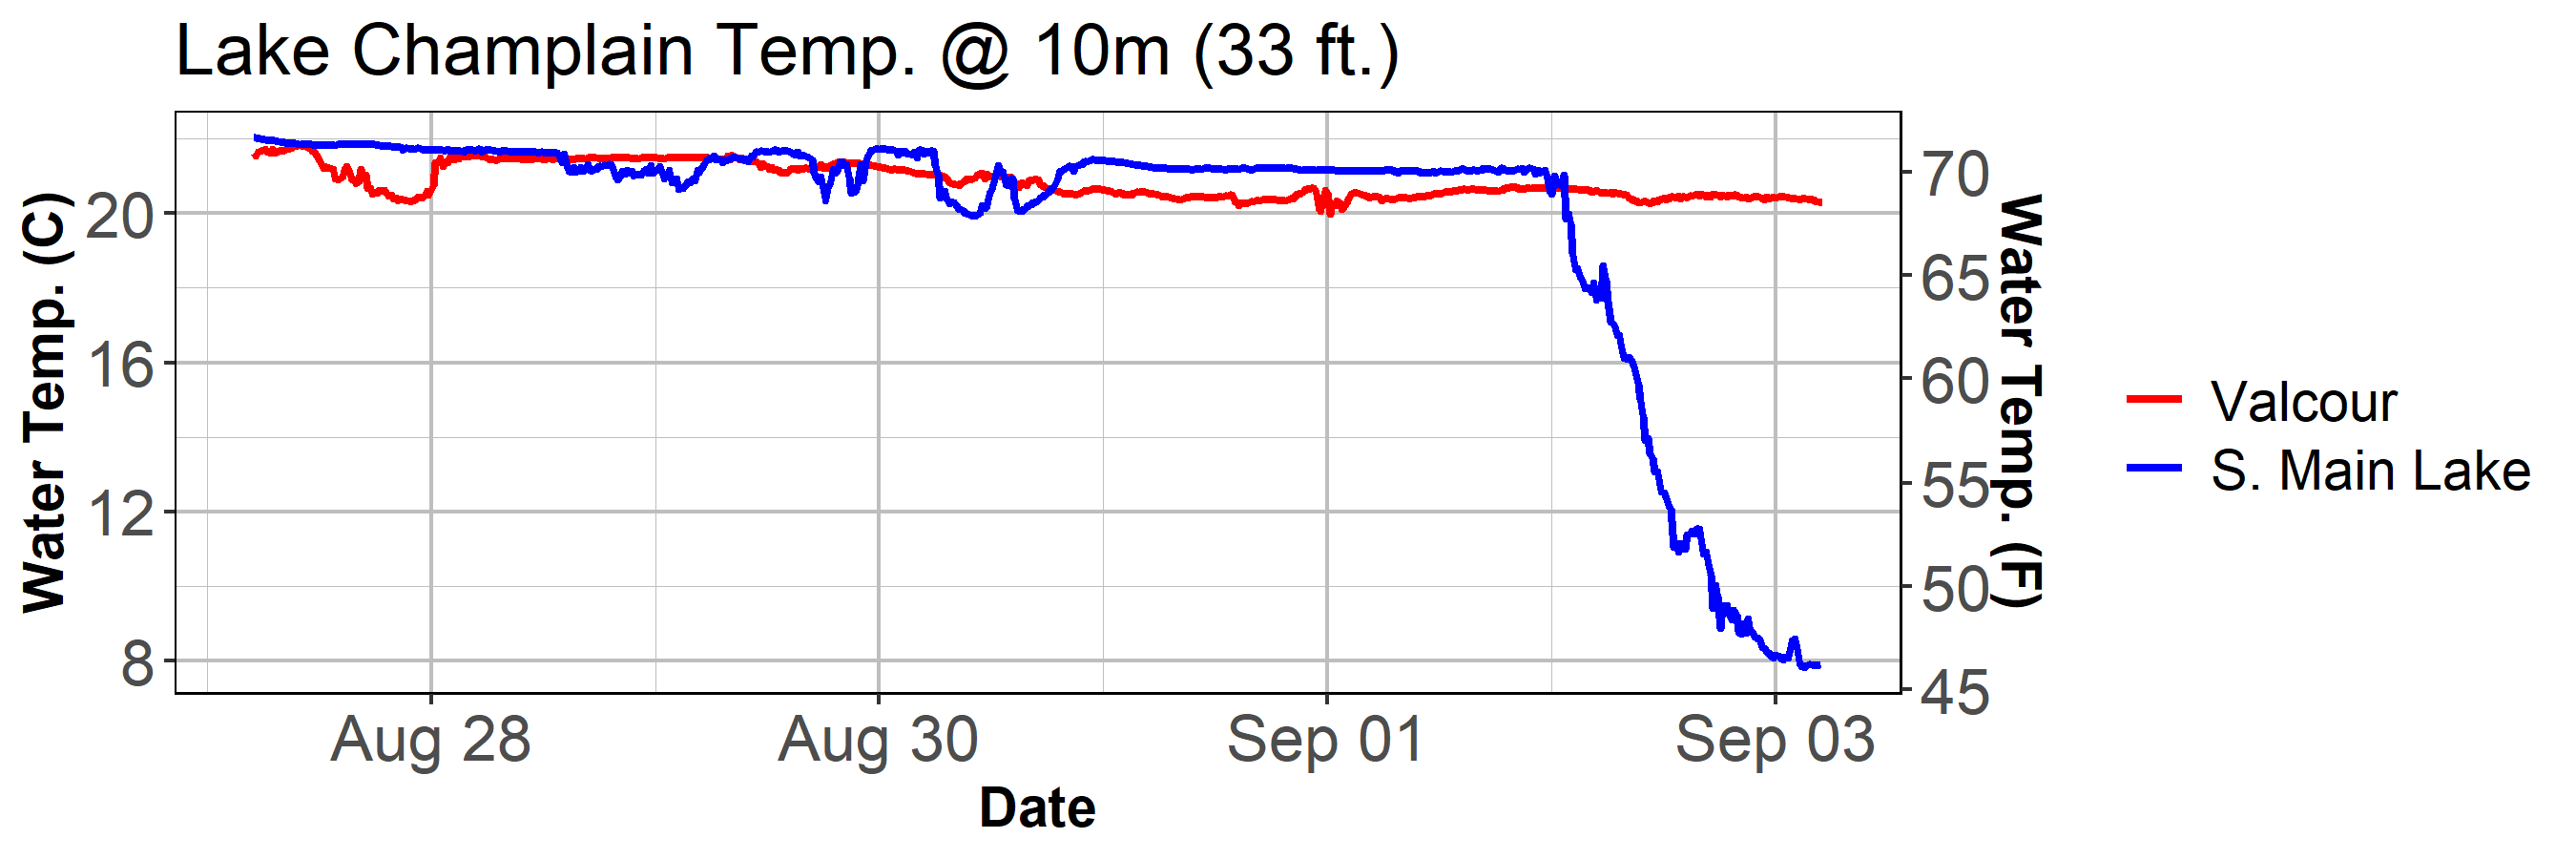 Lake Champlain Temp. @ 10m (33 ft.)
Water Temp. (C)
20
16
12
8
70
65
60
55
50
45
Water Temp. (F)
Aug 28
Aug 30
Sep 01
Sep 03
Date
Valcour
S. Main Lake